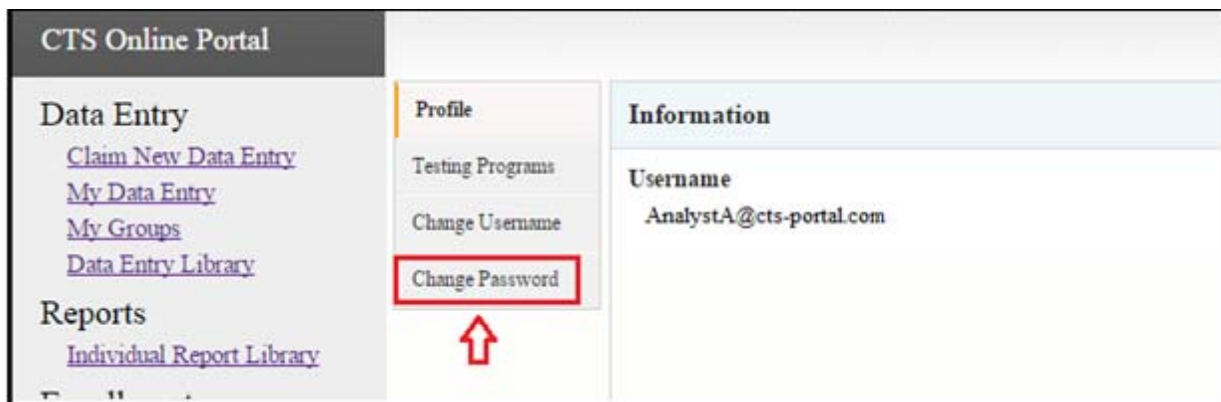 CTS Online Portal
Data Entry
Claim New Data Entry
My Data Entry
My Groups
Data Entry Library
Reports
Individual Report Library
Profile
Testing Programs
Change Username
Change Password
Information
Username
AnalystA@cts-portal.com